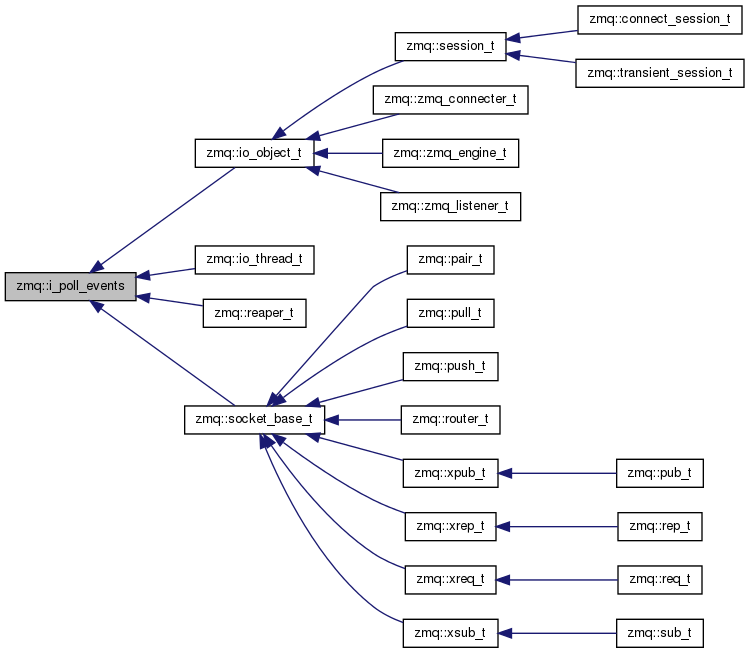 zmq::connect_session_t
zmq::session_t
zmq::transient_session_t
zmq::zmq_connecter_t
zmq::io_object_t
zmq::zmq_engine_t
zmq::zmq_listener_t
zmq::io_thread_t
zmq::pair_t
zmq::i_poll_events
zmq::reaper_t
zmq::pull_t
zmq::push_t
zmq::socket_base_t
zmq::router_t
zmq::xpub_t
zmq::pub_t
zmq::xrep_t
zmq::rep_t
zmq::xreq_t
zmq::req_t
zmq::xsub_t
zmq::sub_t